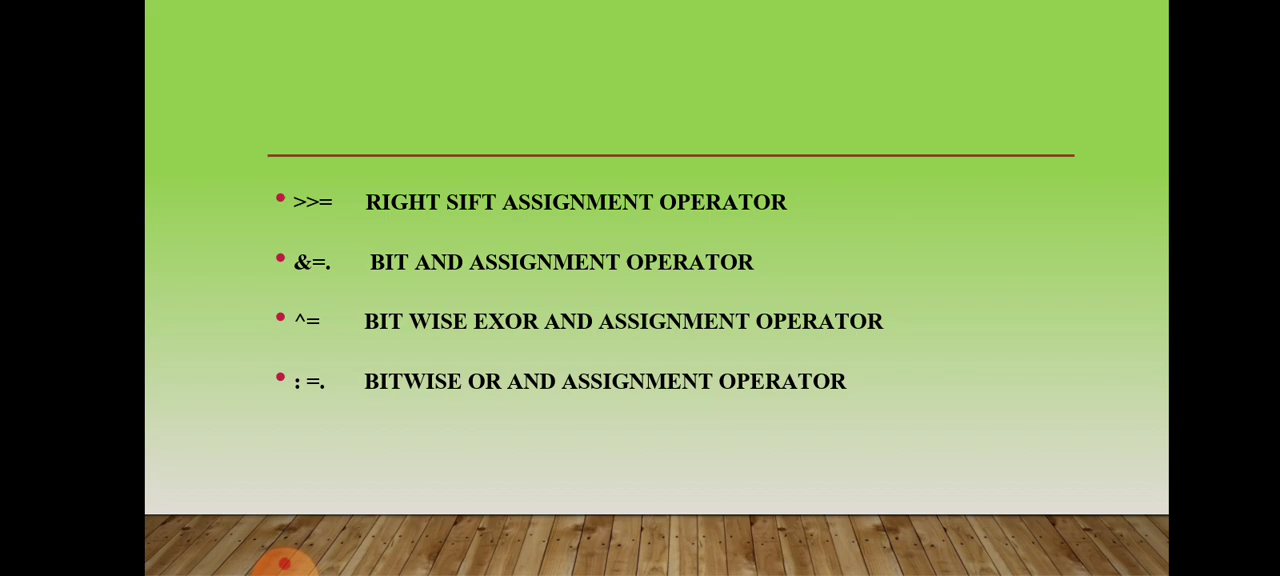 >>= RIGHT SIFT ASSIGNMENT OPERATOR
&=. BIT AND ASSIGNMENT OPERATOR
^= BIT WISE EXOR AND ASSIGNMENT OPERATOR
: =. BITWISE OR AND ASSIGNMENT OPERATOR